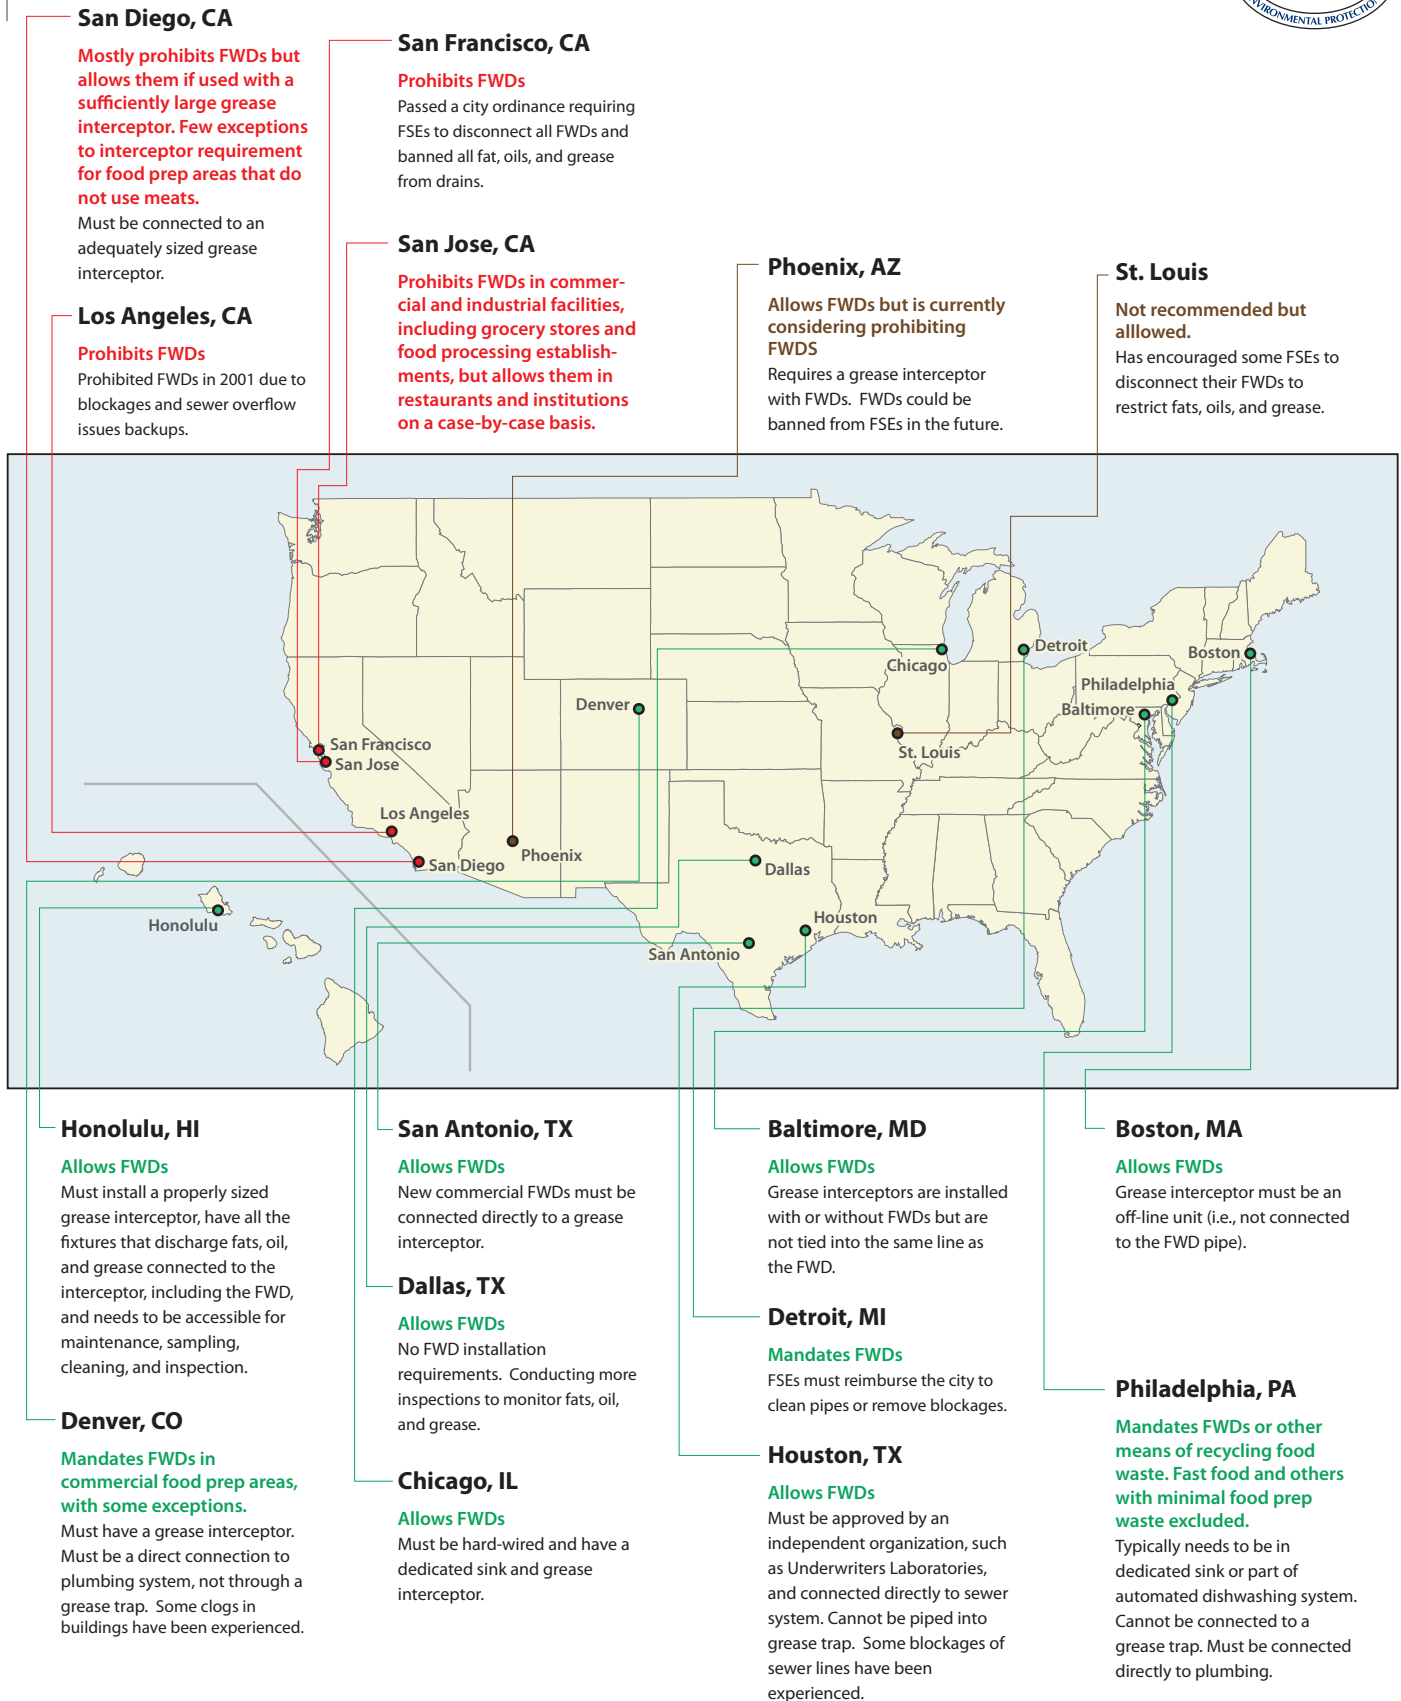 VIRONMENTAL PROTECTIO
San Diego, CA
Mostly prohibits FWDs but
allows them if used with a
sufficiently large grease
interceptor. Few exceptions
to interceptor requirement
for food prep areas that do
not use meats.
Must be connected to an
adequately sized grease
interceptor.
Los Angeles, CA
Prohibits FWDs
Prohibited FWDs in 2001 due to
blockages and sewer overflow
issues backups.
San Francisco, CA
Prohibits FWDs
Passed a city ordinance requiring
FSEs to disconnect all FWDs and
banned all fat, oils, and grease
from drains.
San Jose, CA
Prohibits FWDs in commer-
cial and industrial facilities,
including grocery stores and
food processing establish-
ments, but allows them in
restaurants and institutions
on a case-by-case basis.
Phoenix, AZ
Allows FWDs but is currently
considering prohibiting
FWDS
Requires a grease interceptor
with FWDs.  FWDs could be
banned from FSEs in the future.
St. Louis
Not recommended but
alllowed.
Has encouraged some FSEs to
disconnect their FWDs to
restrict fats, oils, and grease.
Detroit
Boston
Chicago
Philadelphia
Denver
Baltimore
San Francisco
St. Louis
San Jose
Los Angeles
Phoenix
San Diego
Dallas
Houston
Honolulu
San Antonio
Honolulu, HI
Allows FWDs
Must install a properly sized
grease interceptor, have all the
fixtures that discharge fats, oil,
and grease connected to the
interceptor, including the FWD,
and needs to be accessible for
maintenance, sampling,
cleaning, and inspection.
Denver, CO
Mandates FWDs in
commercial food prep areas,
with some exceptions.
Must have a grease interceptor.
Must be a direct connection to
plumbing system, not through a
grease trap.  Some clogs in
buildings have been experienced.
San Antonio, TX
Allows FWDs
New commercial FWDs must be
connected directly to a grease
interceptor.
Dallas, TX
Allows FWDs
No FWD installation
requirements.  Conducting more
inspections to monitor fats, oil,
and grease.
Chicago, IL
Allows FWDs
Must be hard-wired and have a
dedicated sink and grease
interceptor.
Baltimore, MD
Allows FWDs
Grease interceptors are installed
with or without FWDs but are
not tied into the same line as
the FWD.
Detroit, MI
Mandates FWDs
FSEs must reimburse the city to
clean pipes or remove blockages.
Houston, TX
Allows FWDs
Must be approved by an
independent organization, such
as Underwriters Laboratories,
and connected directly to sewer
system. Cannot be piped into
grease trap.  Some blockages of
sewer lines have been
experienced.
Boston, MA
Allows FWDs
Grease interceptor must be an
off-line unit (i.e., not connected
to the FWD pipe).
Philadelphia, PA
Mandates FWDs or other
means of recycling food
waste. Fast food and others
with minimal food prep
waste excluded.
Typically needs to be in
dedicated sink or part of
automated dishwashing system.
Cannot be connected to a
grease trap. Must be connected
directly to plumbing.